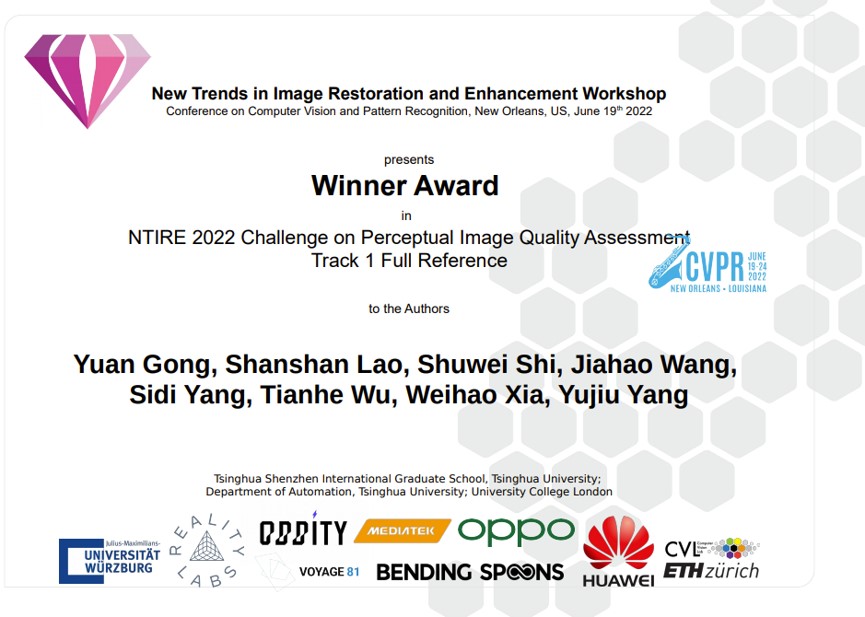 New Trends in Image Restoration and Enhancement Workshop
Conference on Computer Vision and Pattern Recognition, New Orleans, US, June 19th 2022
presents
Winner Award
in
NTIRE 2022 Challenge on Perceptual Image Quality Assessment
Track 1 Full Reference
CVPR
JUNE
19-24
2022
NEW ORLEANS • LOUISIANA
to the Authors
Yuan Gong, Shanshan Lao, Shuwei Shi, Jiahao Wang,
Sidi Yang, Tianhe Wu, Weihao Xia, Yujiu Yang
Tsinghua Shenzhen International Graduate School, Tsinghua University;
Department of Automation, Tsinghua University; University College London
Julius-Maximilians-
UNIVERSITÄT
WÜRZBURG
REALITY
LABS
ODDITY
MEDIATEK
oppo
VOYAGE 81
BENDING SPOONS
HUAWEI
CVL
Computer
Vision
Lab
ETH zürich